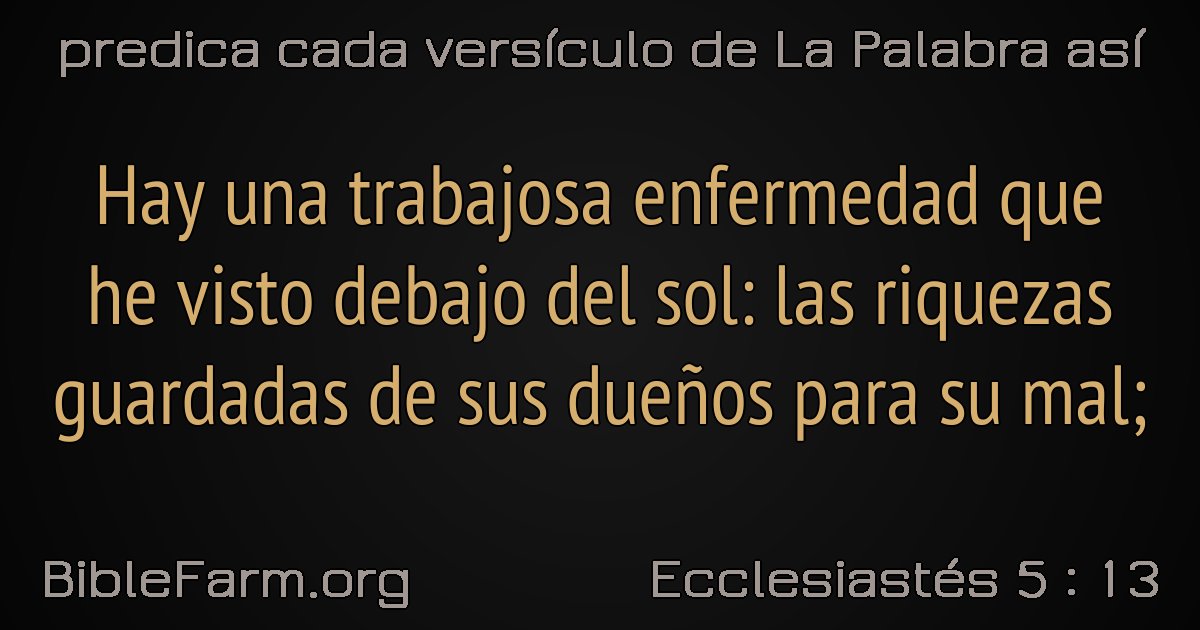 predica cada versículo de La Palabra así
Hay una trabajosa enfermedad que
he visto debajo del sol: las riquezas
guardadas de sus dueños para su mal;
BibleFarm.org
Ecclesiastés 5 : 13